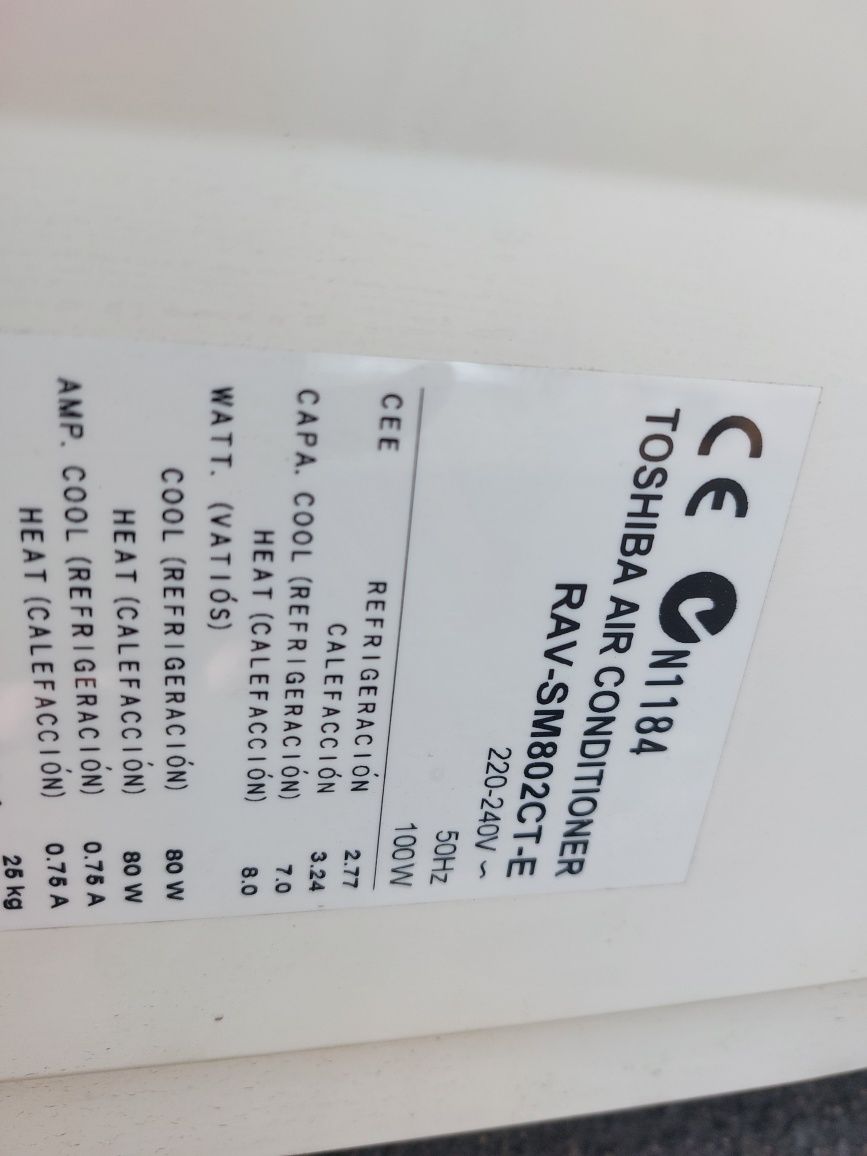 CE N1184
TOSHIBA AIR CONDITIONER
RAV-SM802CT-E
220-240V ~
50Hz
100W
CEE REFRIGERACIÓN 2.77
CALEFACCIÓN 3.24
CAPA. COOL (REFRIGERACIÓN) 7.0
HEAT (CALEFACCIÓN) 8.0
WATT. (VATIÓS)
COOL (REFRIGERACIÓN) 80 W
HEAT (CALEFACCIÓN) 80 W
AMP. COOL (REFRIGERACIÓN) 0.75 A
HEAT (CALEFACCIÓN) 0.75 A
25 kg